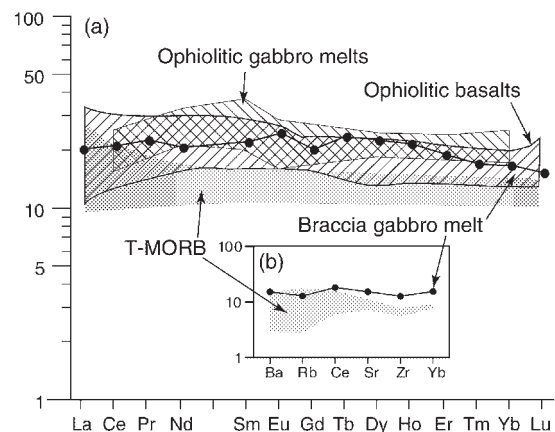 100
(a)
50
Ophiolitic gabbro melts
Ophiolitic basalts
10
Braccia gabbro melt
T-MORB
5
(b)
100
10
1
Ba Rb Ce Sr Zr Yb
1
La Ce Pr Nd Sm Eu Gd Tb Dy Ho Er Tm Yb Lu